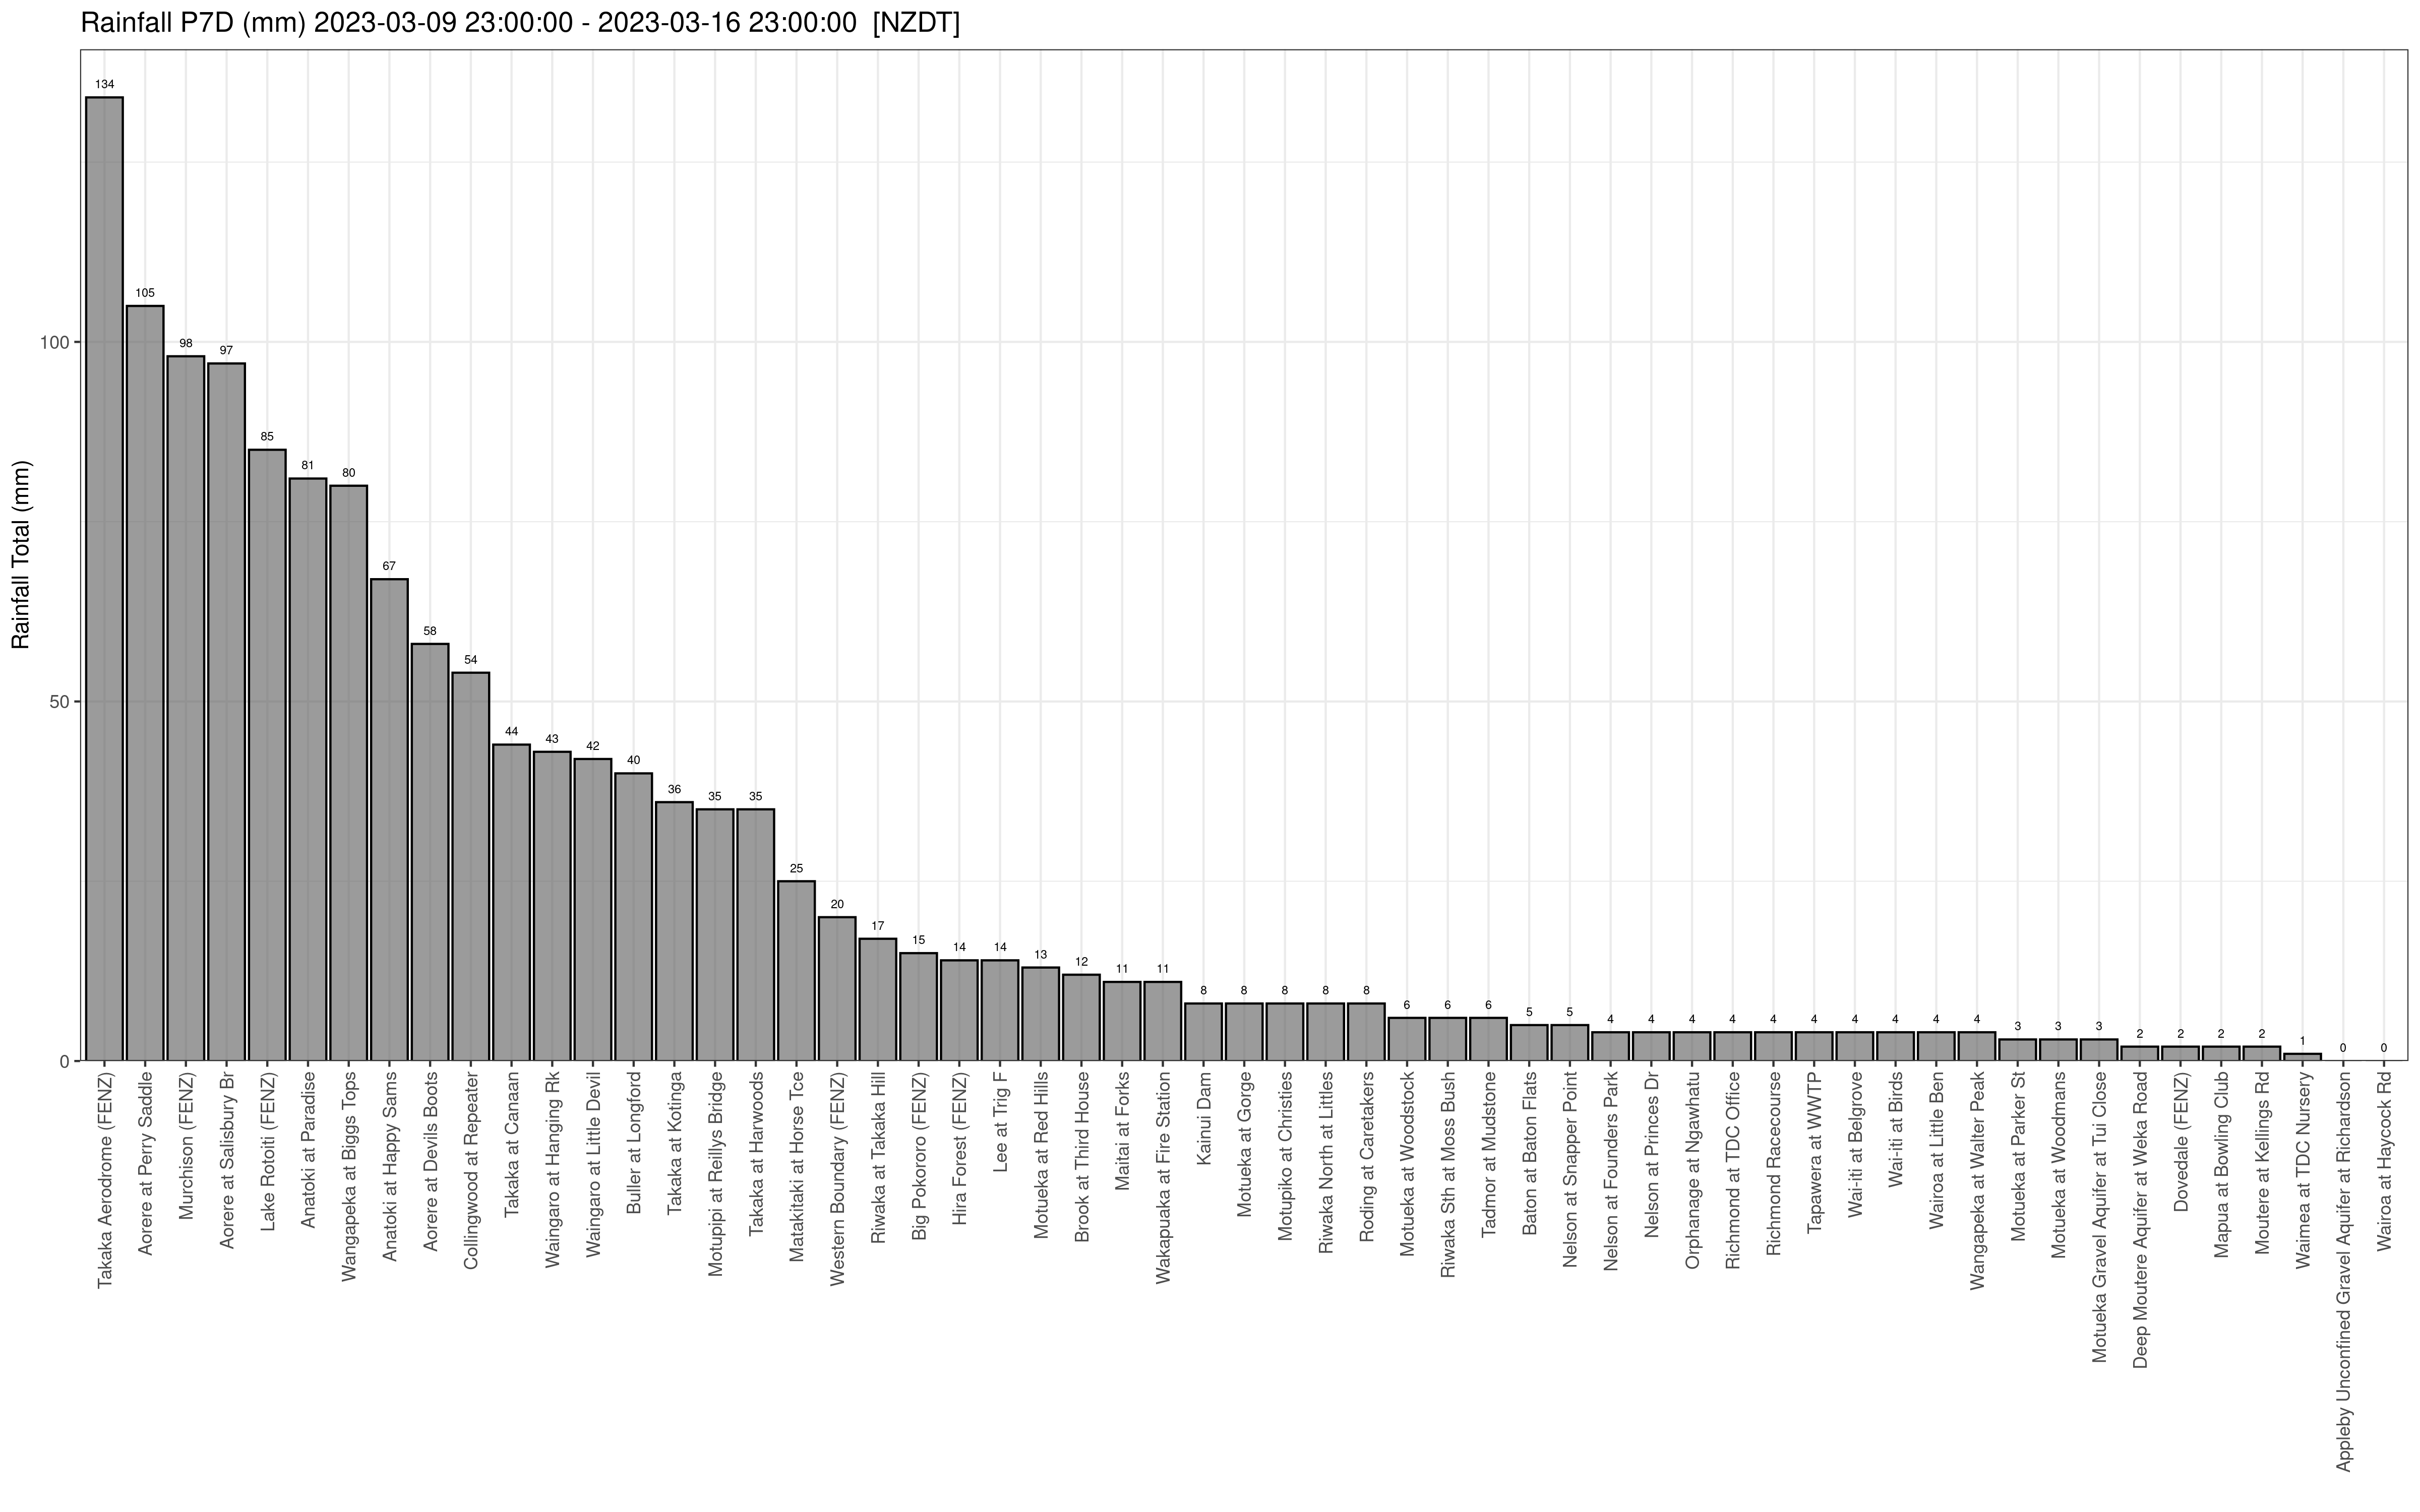 Rainfall P7D (mm) 2023-03-09 23:00:00 - 2023-03-16 23:00:00 [NZDT]
Rainfall Total (mm)
100
50
0
134
105
98
97
85
81
80
67
58
54
44
43
42
40
36
35
35
25
20
17
15
14
14
13
12
11
11
8
8
8
8
8
6
6
6
5
5
4
4
4
4
4
4
4
4
4
4
3
3
3
2
2
2
2
1
0
0
Takaka Aerodrome (FENZ)
Aorere at Perry Saddle
Murchison (FENZ)
Aorere at Salisbury Br
Lake Rotoiti (FENZ)
Anatoki at Paradise
Wangapeka at Biggs Tops
Anatoki at Happy Sams
Aorere at Devils Boots
Collingwood at Repeater
Takaka at Canaan
Waingaro at Hanging Rk
Waingaro at Little Devil
Buller at Longford
Takaka at Kotinga
Motupipi at Reillys Bridge
Takaka at Harwoods
Matakitaki at Horse Tce
Western Boundary (FENZ)
Riwaka at Takaka Hill
Big Pokororo (FENZ)
Hira Forest (FENZ)
Lee at Trig F
Motueka at Red Hills
Brook at Third House
Maitai at Forks
Wakapuaka at Fire Station
Kainui Dam
Motueka at Gorge
Motupiko at Christies
Riwaka North at Littles
Roding at Caretakers
Motueka at Woodstock
Riwaka Sth at Moss Bush
Tadmor at Mudstone
Baton at Baton Flats
Nelson at Snapper Point
Nelson at Founders Park
Nelson at Princes Dr
Orphanage at Ngawhatu
Richmond at TDC Office
Richmond Racecourse
Tapawera at WWTP
Wai-iti at Belgrove
Wai-iti at Birds
Wairoa at Little Ben
Wangapeka at Walter Peak
Motueka at Parker St
Motueka at Woodmans
Motueka Gravel Aquifer at Tui Close
Deep Moutere Aquifer at Weka Road
Dovedale (FENZ)
Mapua at Bowling Club
Moutere at Kellings Rd
Waimea at TDC Nursery
Appleby Unconfined Gravel Aquifer at Richardson
Wairoa at Haycock Rd